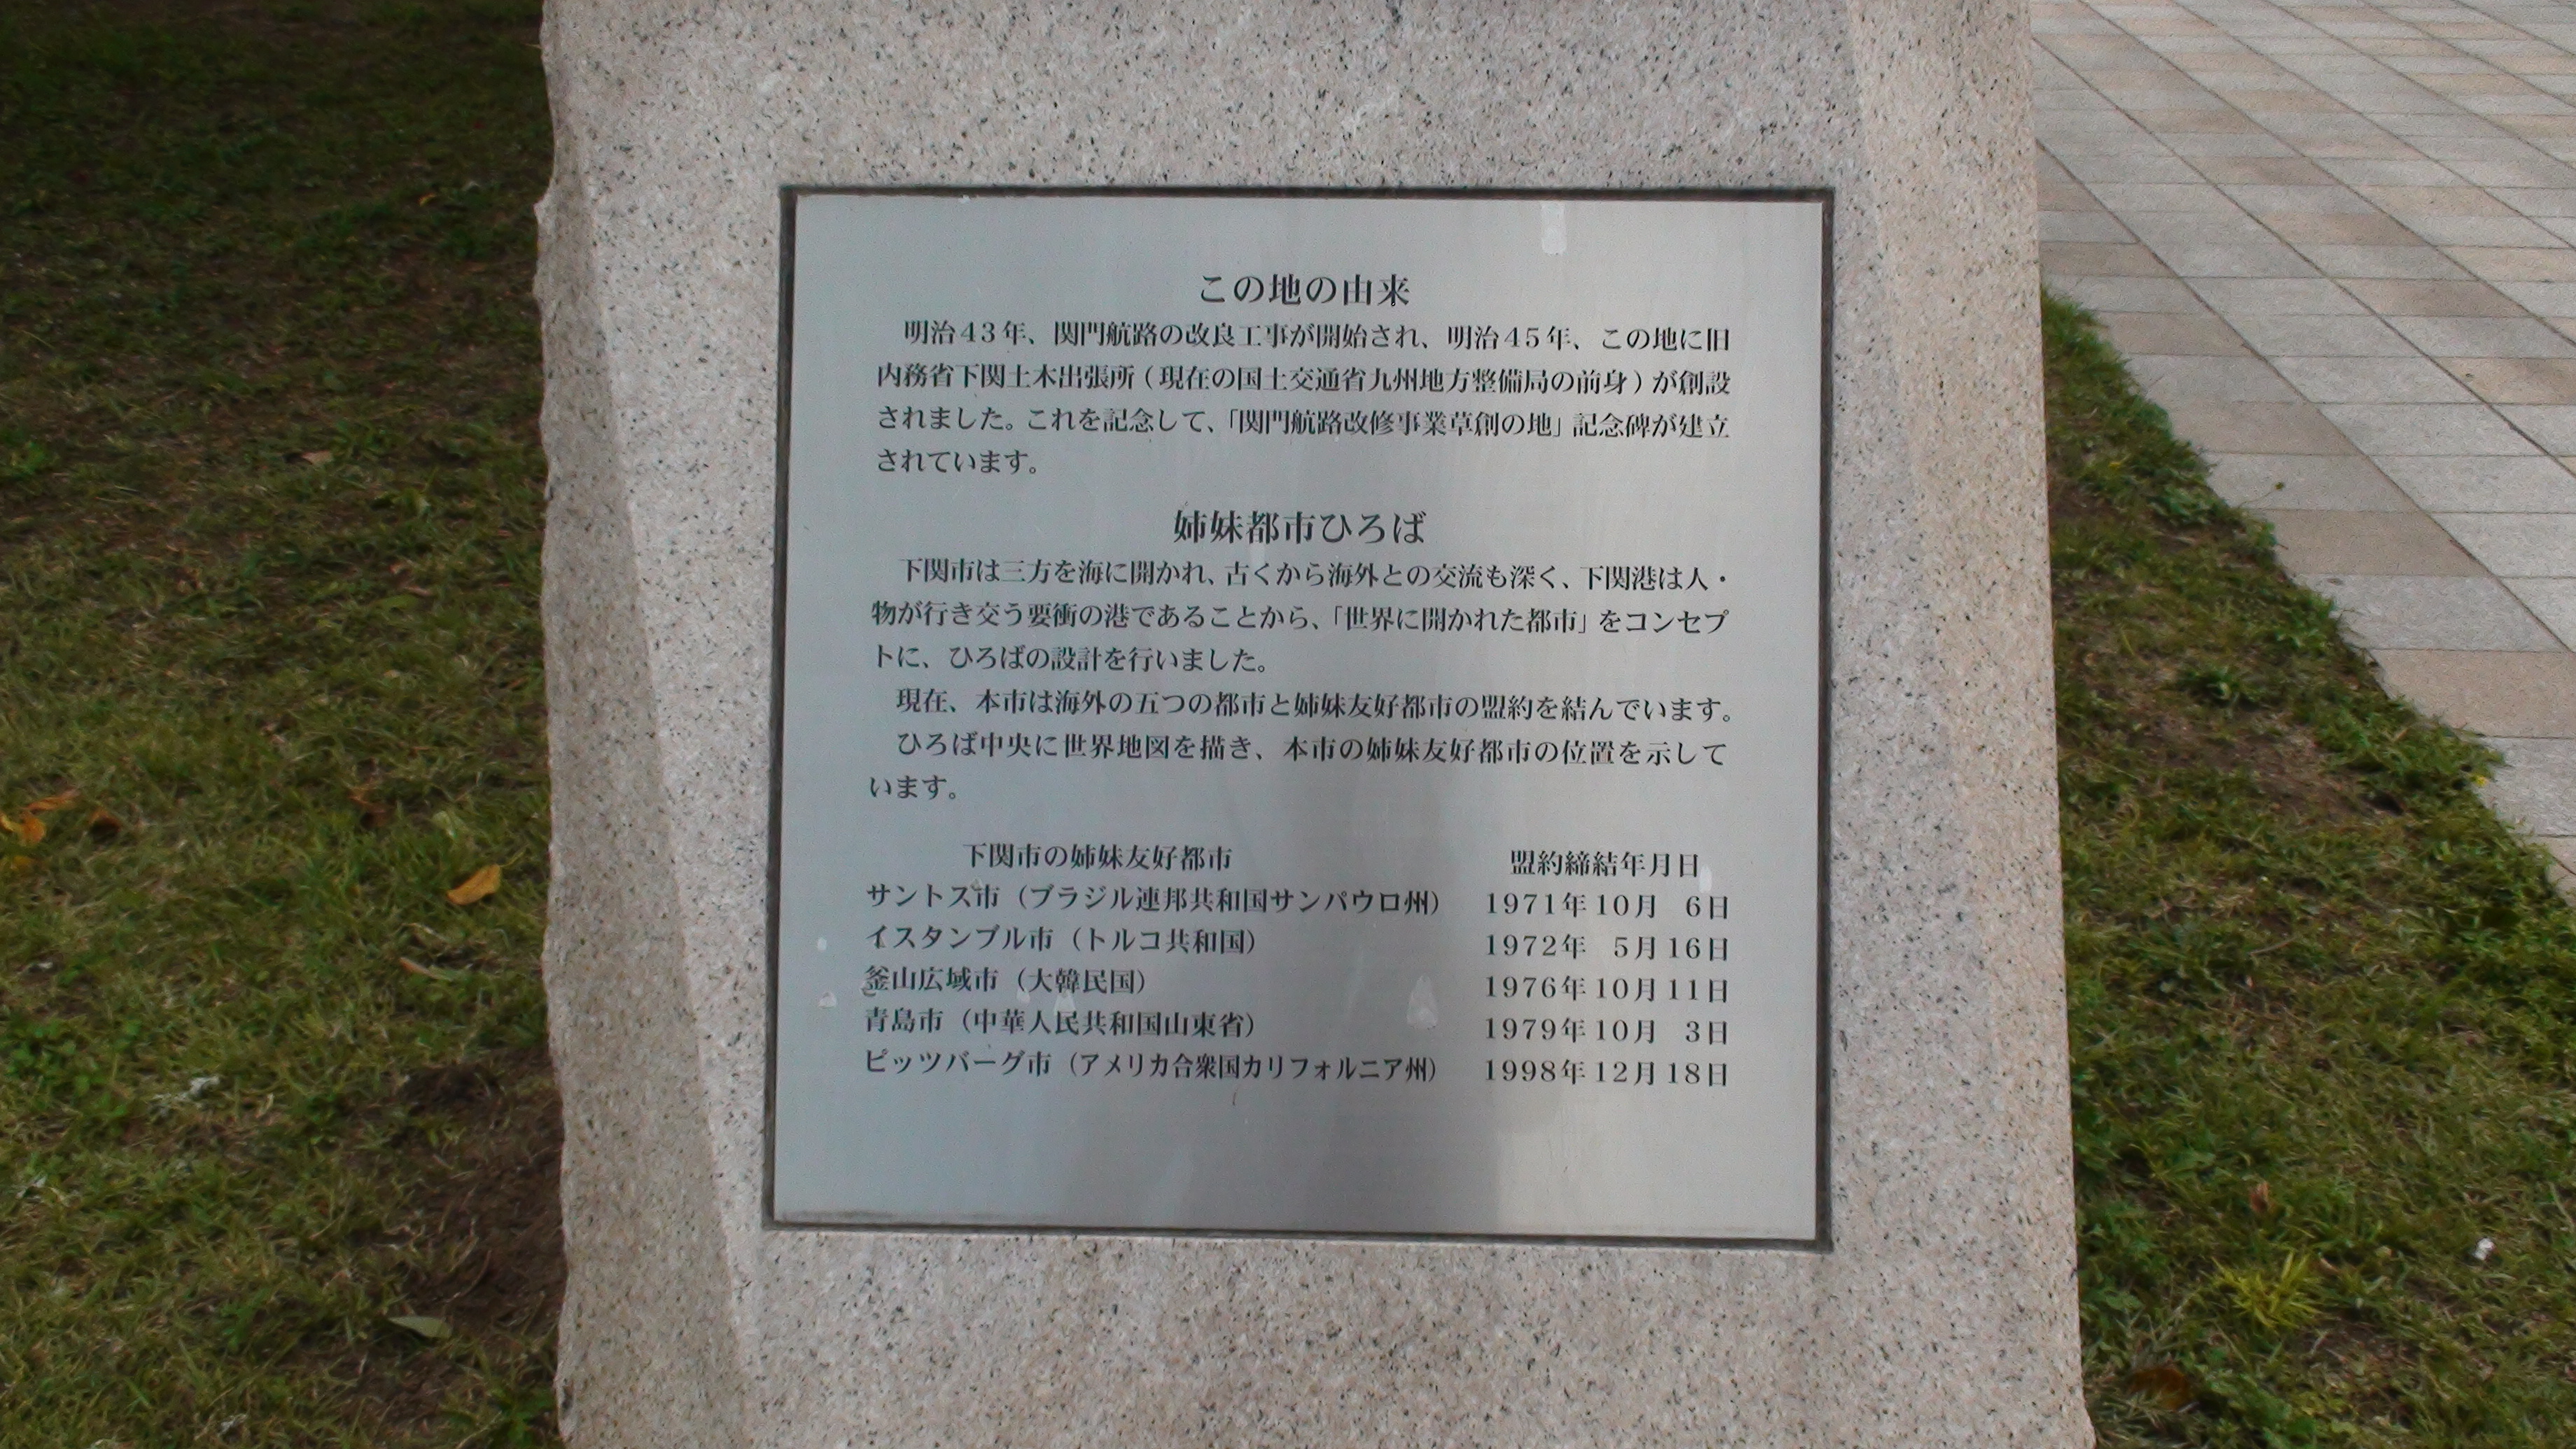 この地の由来
明治43年、関門航路の改良工事が開始され、明治45年、この地に旧
内務省下関土木出張所(現在の国土交通省九州地方整備局の前身)が創設
されました。これを記念して、「関門航路改修事業草創の地」記念碑が建立
されています。
姉妹都市ひろば
下関市は三方を海に開かれ、古くから海外との交流も深く、下関港は人・
物が行き交う要衝の港であることから、「世界に開かれた都市」をコンセプ
トに、ひろばの設計を行いました。
現在、本市は海外の五つの都市と姉妹友好都市の盟約を結んでいます。
ひろば中央に世界地図を描き、本市の姉妹友好都市の位置を示して
います。
下関市の姉妹友好都市 盟約締結年月日
サントス市（ブラジル連邦共和国サンパウロ州） 1971年10月 6日
イスタンブル市（トルコ共和国） 1972年 5月16日
釜山広域市（大韓民国） 1976年10月11日
青島市（中華人民共和国山東省） 1979年10月 3日
ピッツバーグ市（アメリカ合衆国カリフォルニア州） 1998年12月18日